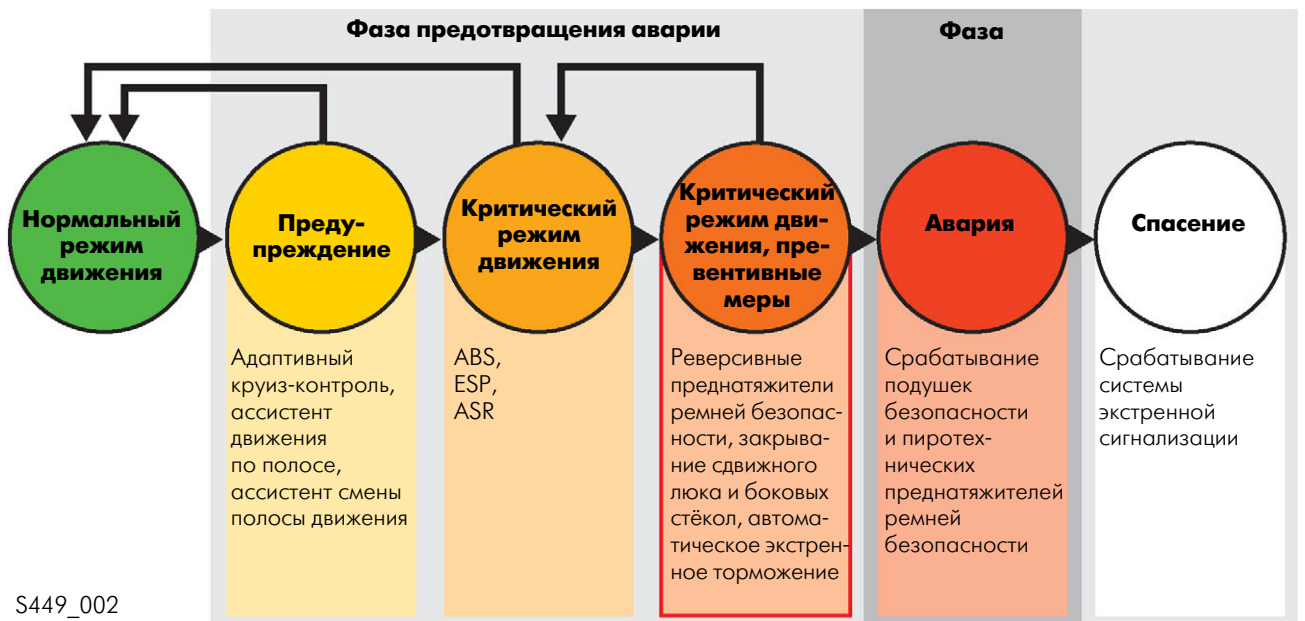 Фаза предотвращения аварии
Фаза
Нормальный
режим
движения
Преду-
преждение
Критический
режим
движения
Критический
режим дви-
жения, пре-
вентивные
меры
Авария
Спасение
Адаптивный
круиз-контроль,
ассистент
движения
по полосе,
ассистент смены
полосы движения
ABS,
ESP,
ASR
Реверсивные
преднатяжители
ремней безопас-
ности, закрыва-
ние сдвижного
люка и боковых
стёкол, автома-
тическое экстрен-
ное торможение
Срабатывание
подушек
безопасности
и пиротех-
нических
преднатяжителей
ремней
безопасности
Срабатывание
системы
экстренной
сигнализации
S449_002